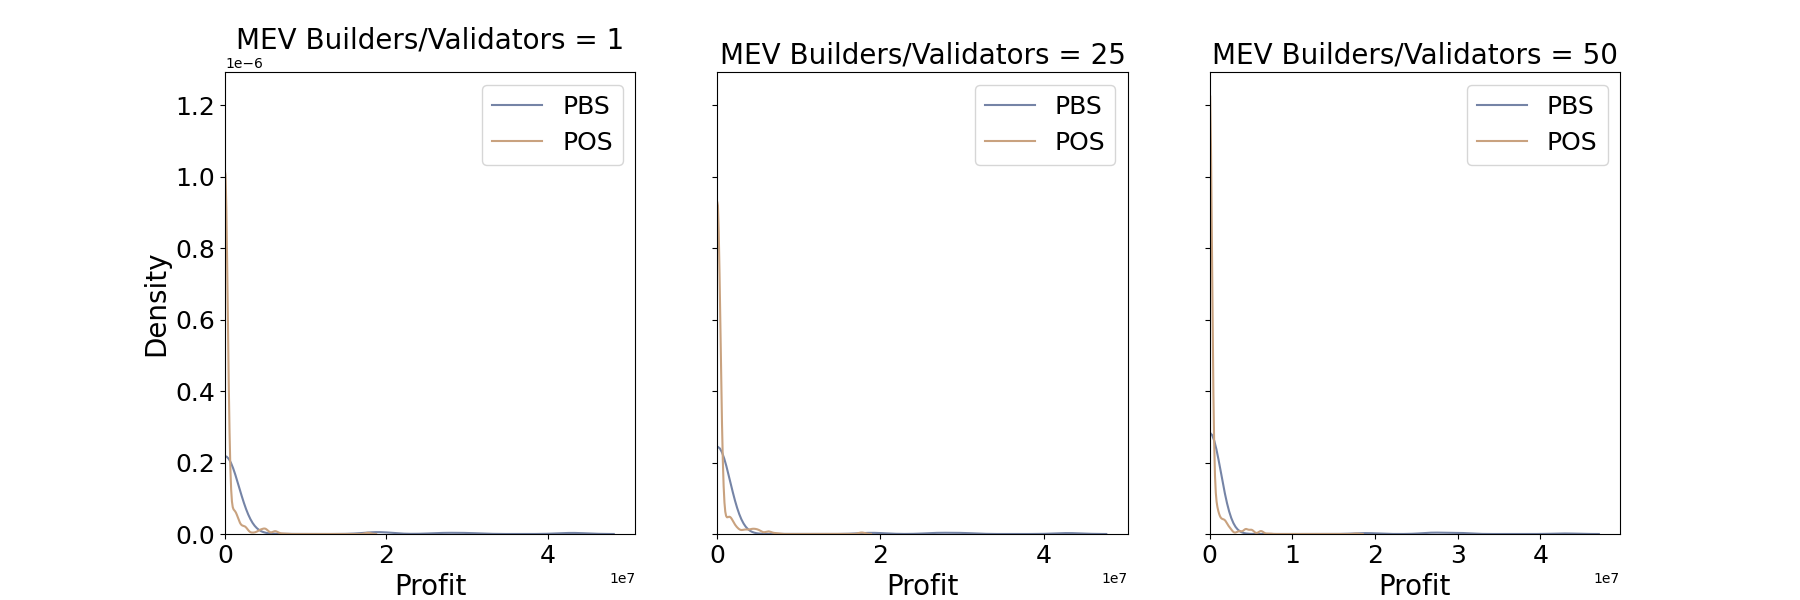 MEV Builders/Validators = 1
1e−6
1.2
1.0
0.8
0.6
0.4
0.2
0.0
Density
PBS
POS
0 2 4
1e7
Profit
MEV Builders/Validators = 25
PBS
POS
0 2 4
1e7
Profit
MEV Builders/Validators = 50
PBS
POS
0 1 2 3 4
1e7
Profit